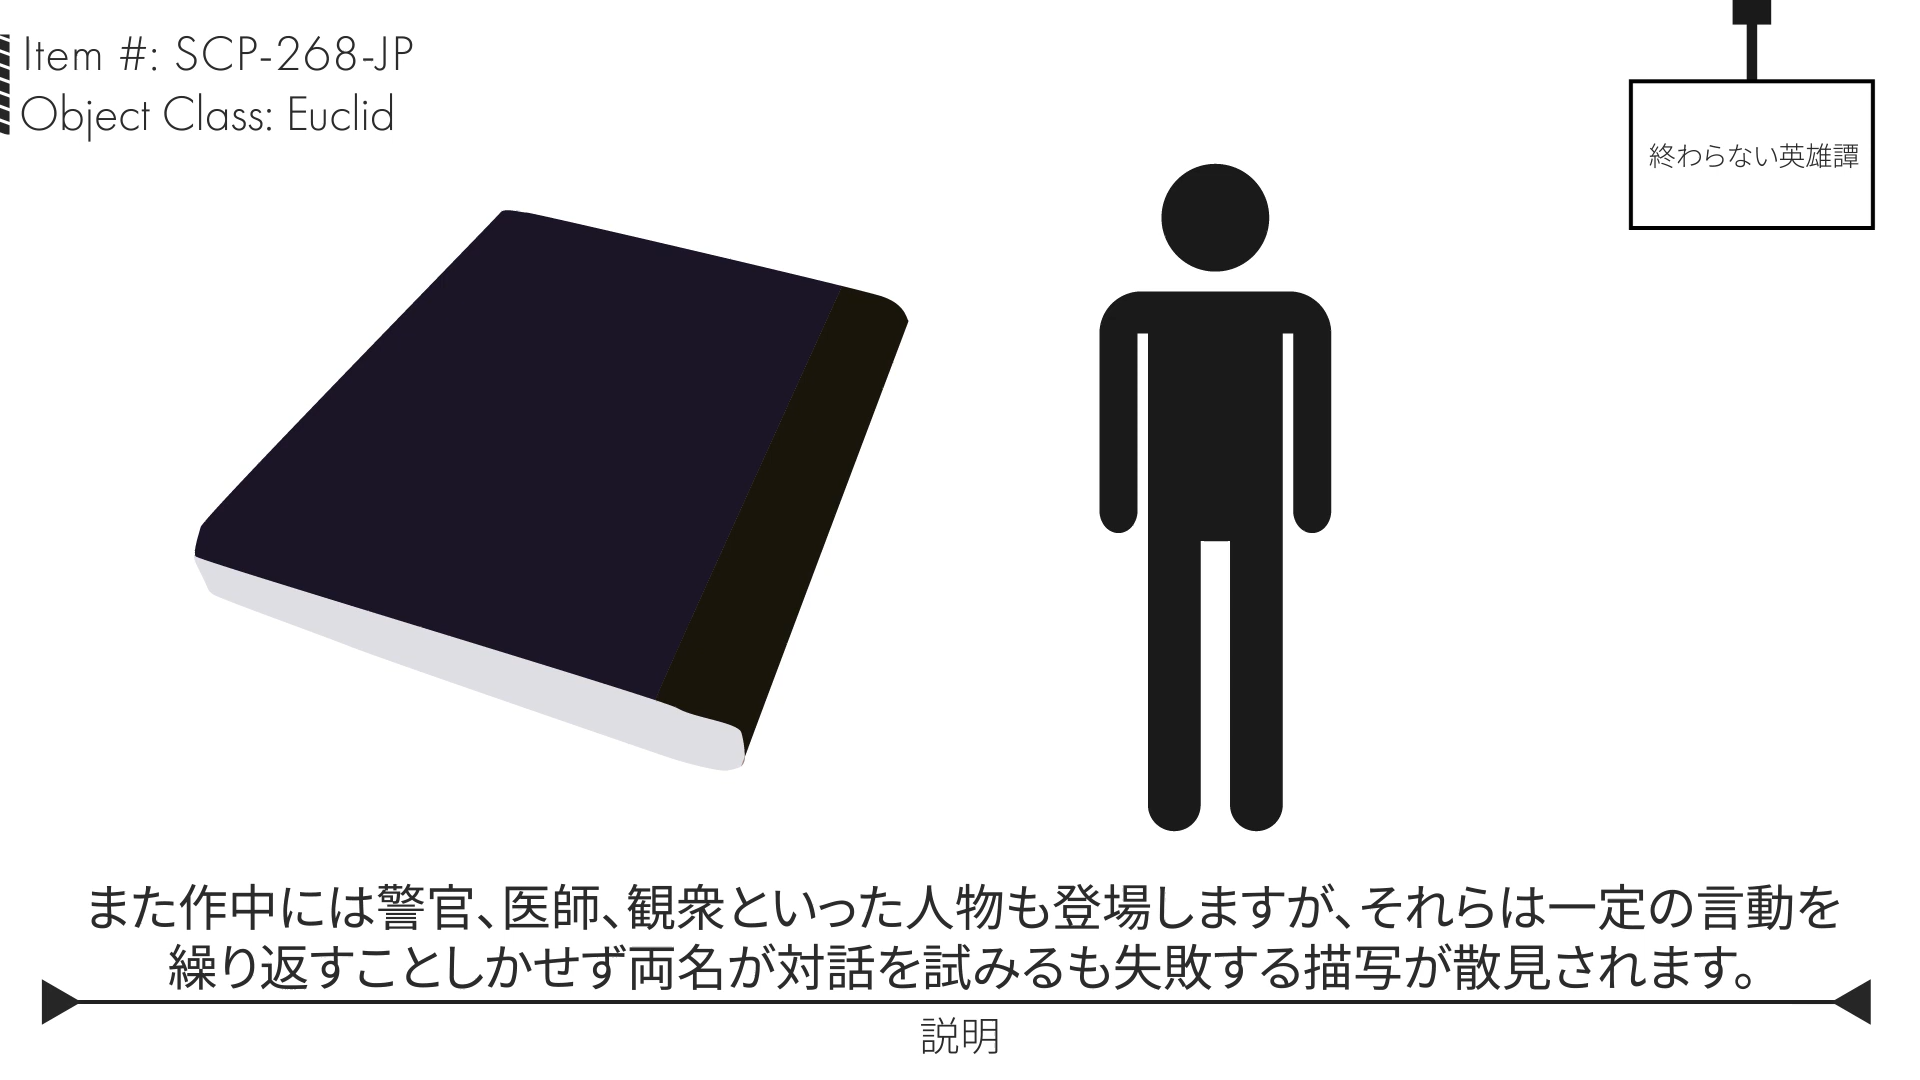 Item #: SCP-268-JP
Object Class: Euclid
終わらない英雄譚
また作中には警官、医師、観衆といった人物も登場しますが、それらは一定の言動を
繰り返すことしかせず両名が対話を試みるも失敗する描写が散見されます。
説明